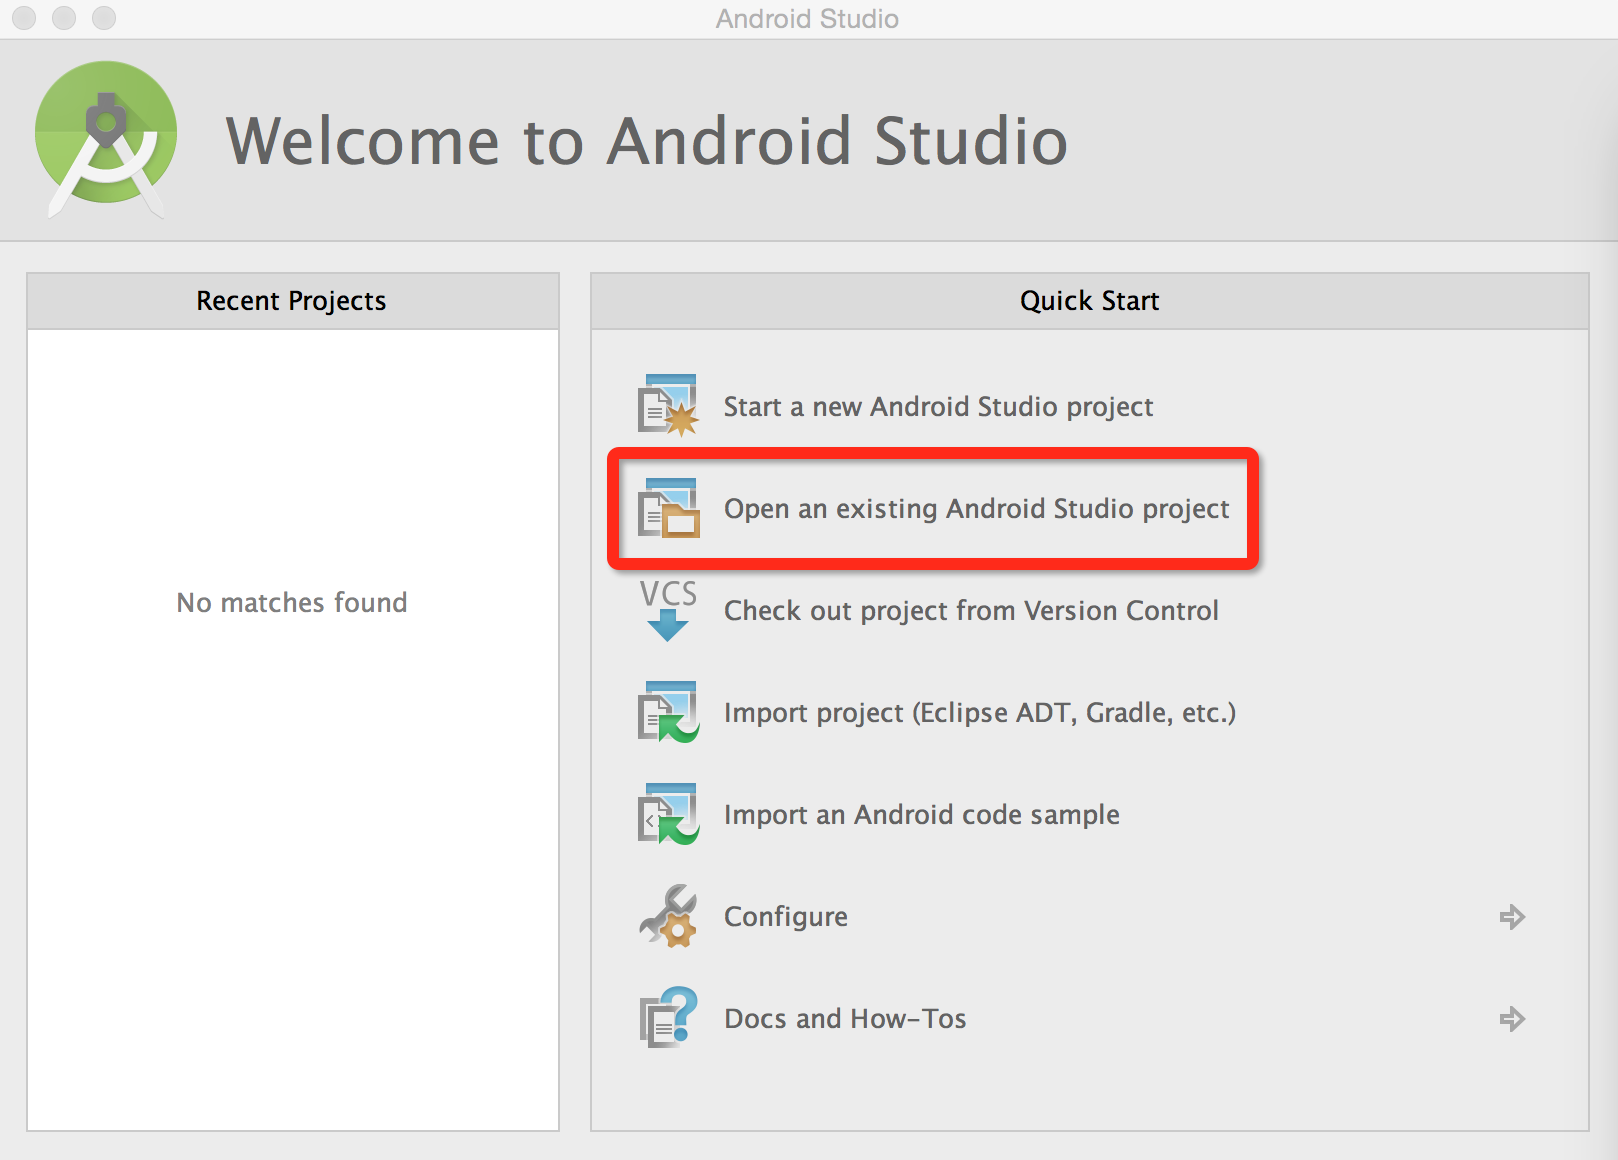 Android Studio
Welcome to Android Studio
Recent Projects
No matches found
Quick Start
Start a new Android Studio project
Open an existing Android Studio project
VCS
Check out project from Version Control
Import project (Eclipse ADT, Gradle, etc.)
Import an Android code sample
Configure
Docs and How-Tos